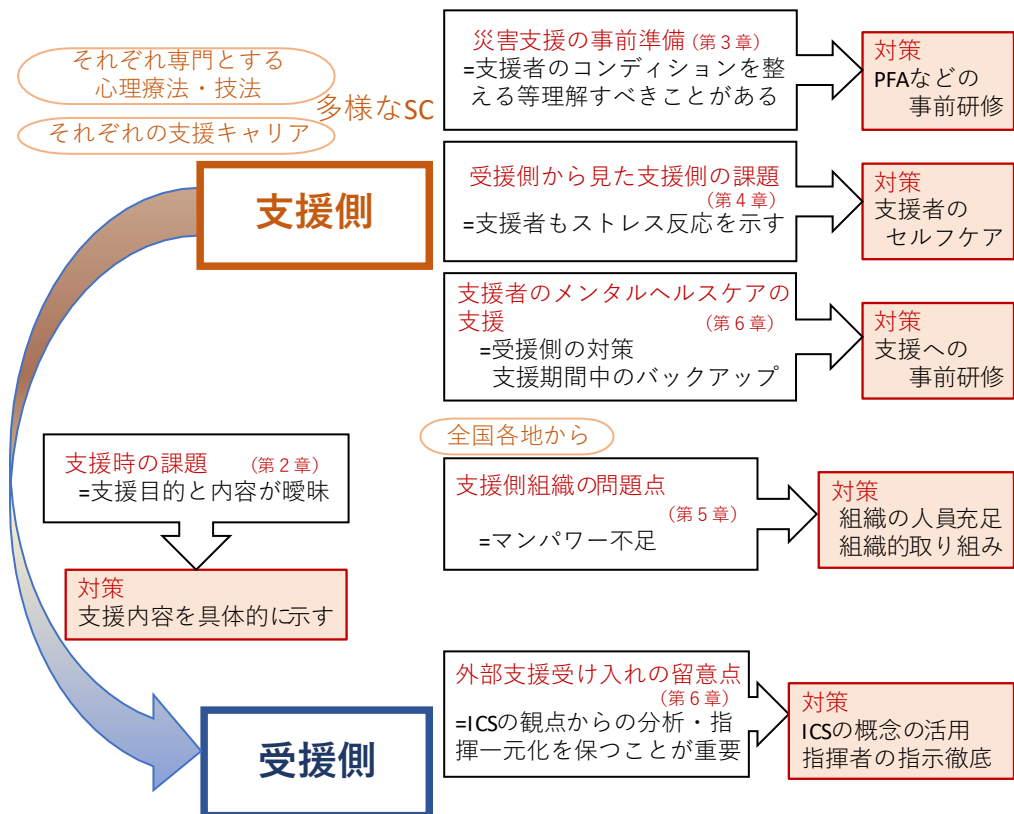 それぞれ専門とする
心理療法・技法
多様なSC
それぞれの支援キャリア
支援側
災害支援の事前準備(第3章)
=支援者のコンディションを整
える等理解すべきことがある
対策
PFAなどの
事前研修
受援側から見た支援側の課題
(第4章)
=支援者もストレス反応を示す
対策
支援者の
セルフケア
支援者のメンタルヘルスケアの
支援 (第6章)
=受援側の対策
支援期間中のバックアップ
対策
支援への
事前研修
全国各地から
支援時の課題 (第2章)
=支援目的と内容が曖昧
対策
支援内容を具体的に示す
支援側組織の問題点
(第5章)
=マンパワー不足
対策
組織の人員充足
組織的取り組み
受援側
外部支援受け入れの留意点
(第6章)
=ICSの観点からの分析・指
揮一元化を保つことが重要
対策
ICSの概念の活用
指揮者の指示徹底